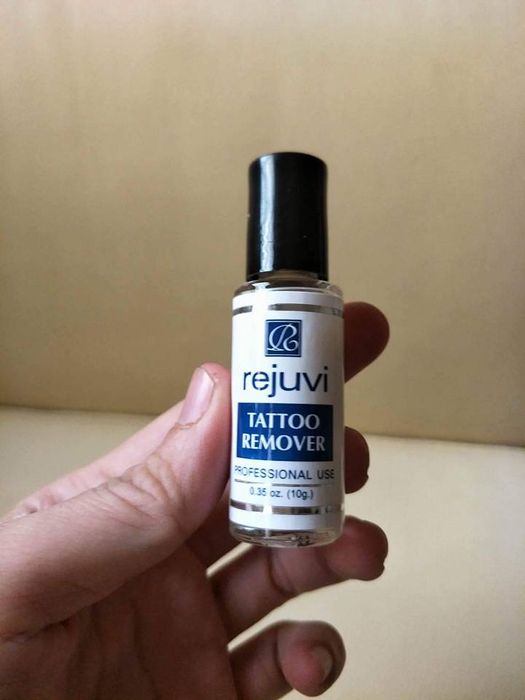 R
rejuvi
TATTOO
REMOVER
PROFESSIONAL USE
0.35 oz. (10g.)